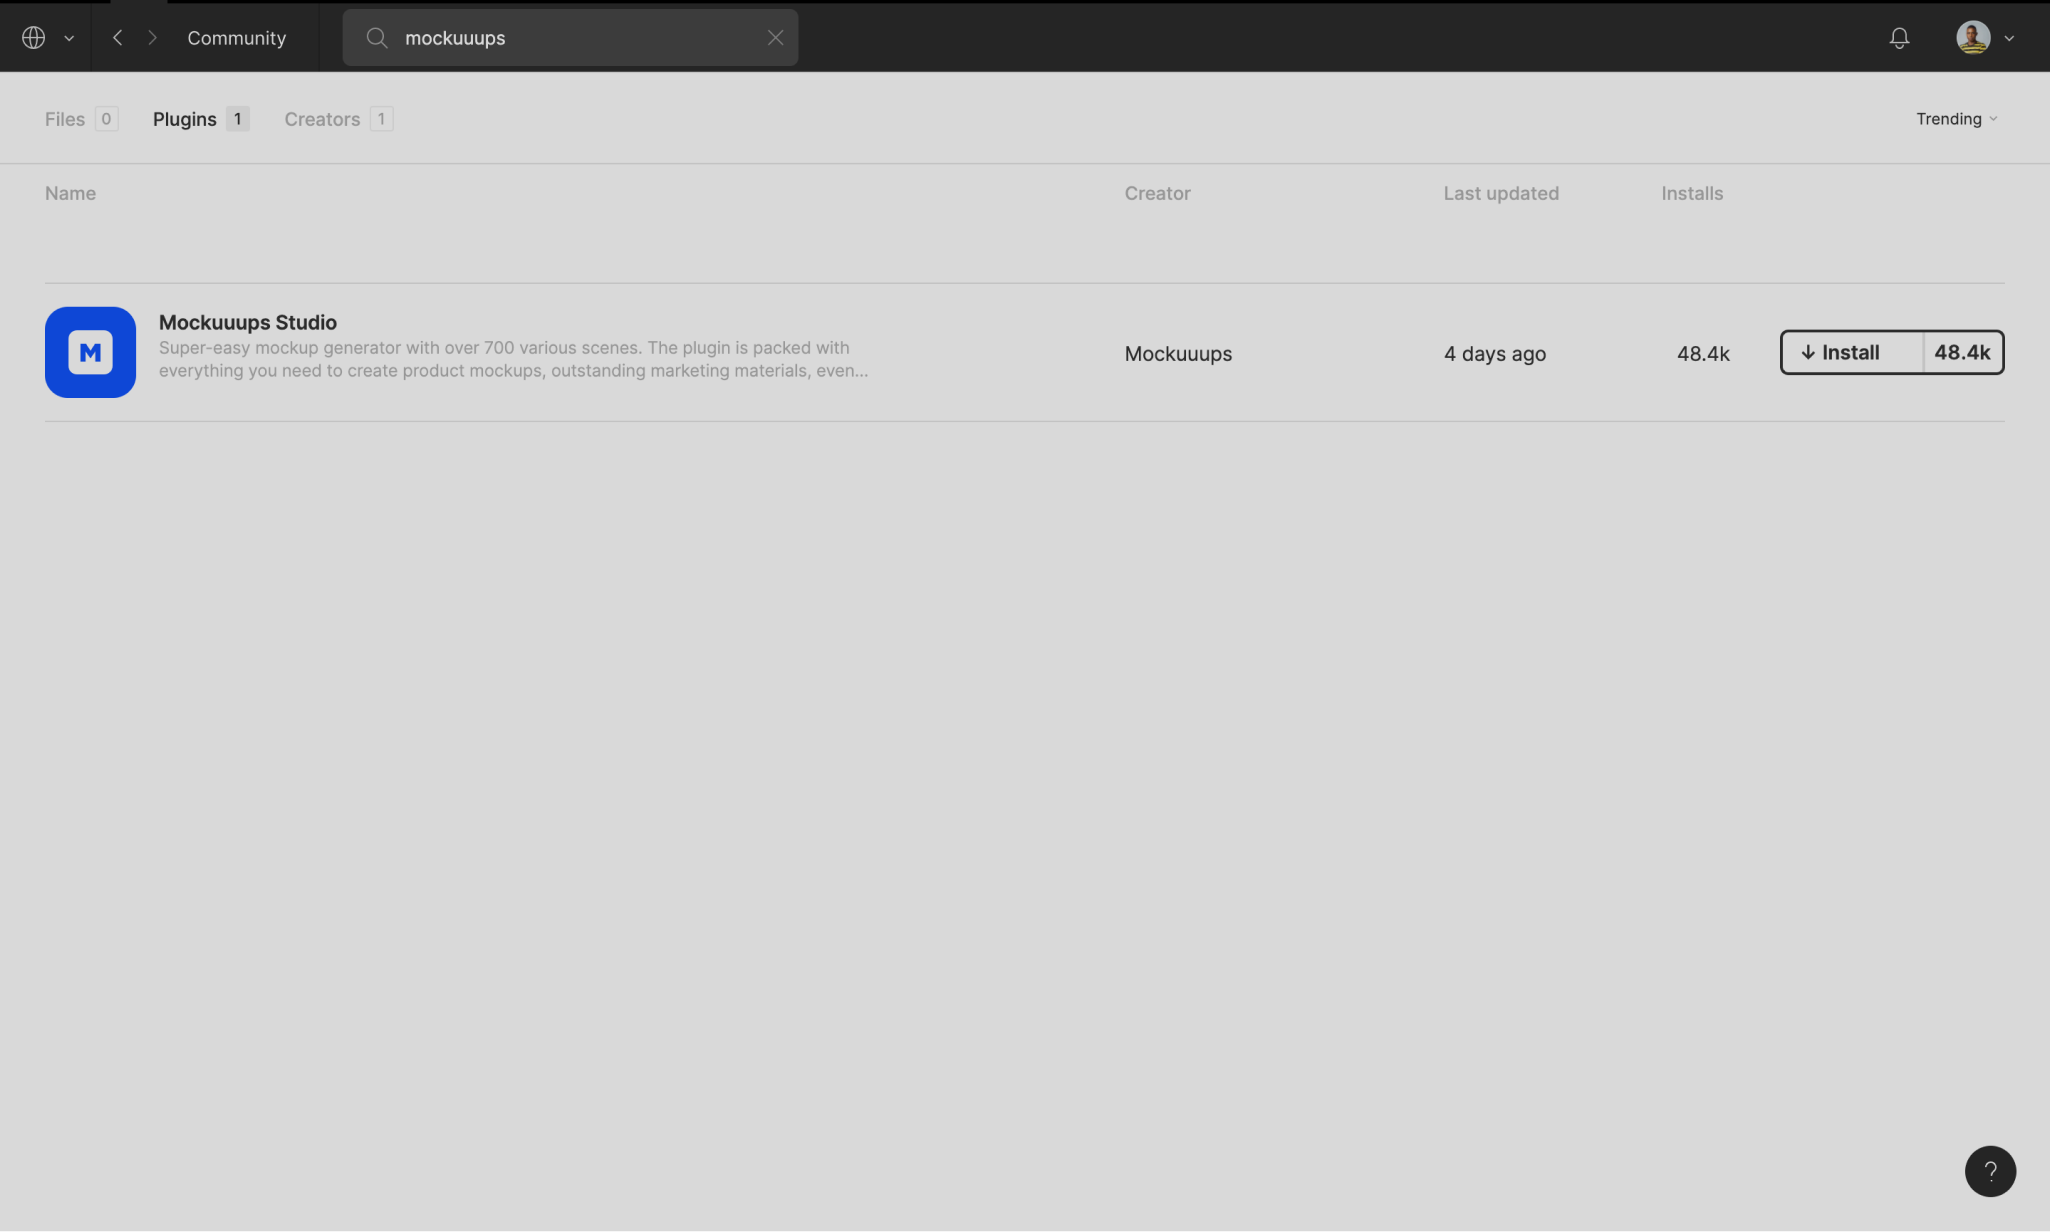 Community
mockuuups
Files 0 Plugins 1 Creators 1
Trending
Name Creator Last updated Installs
M
Mockuuups Studio
Super-easy mockup generator with over 700 various scenes. The plugin is packed with
everything you need to create product mockups, outstanding marketing materials, even...
Mockuuups 4 days ago 48.4k Install 48.4k
?